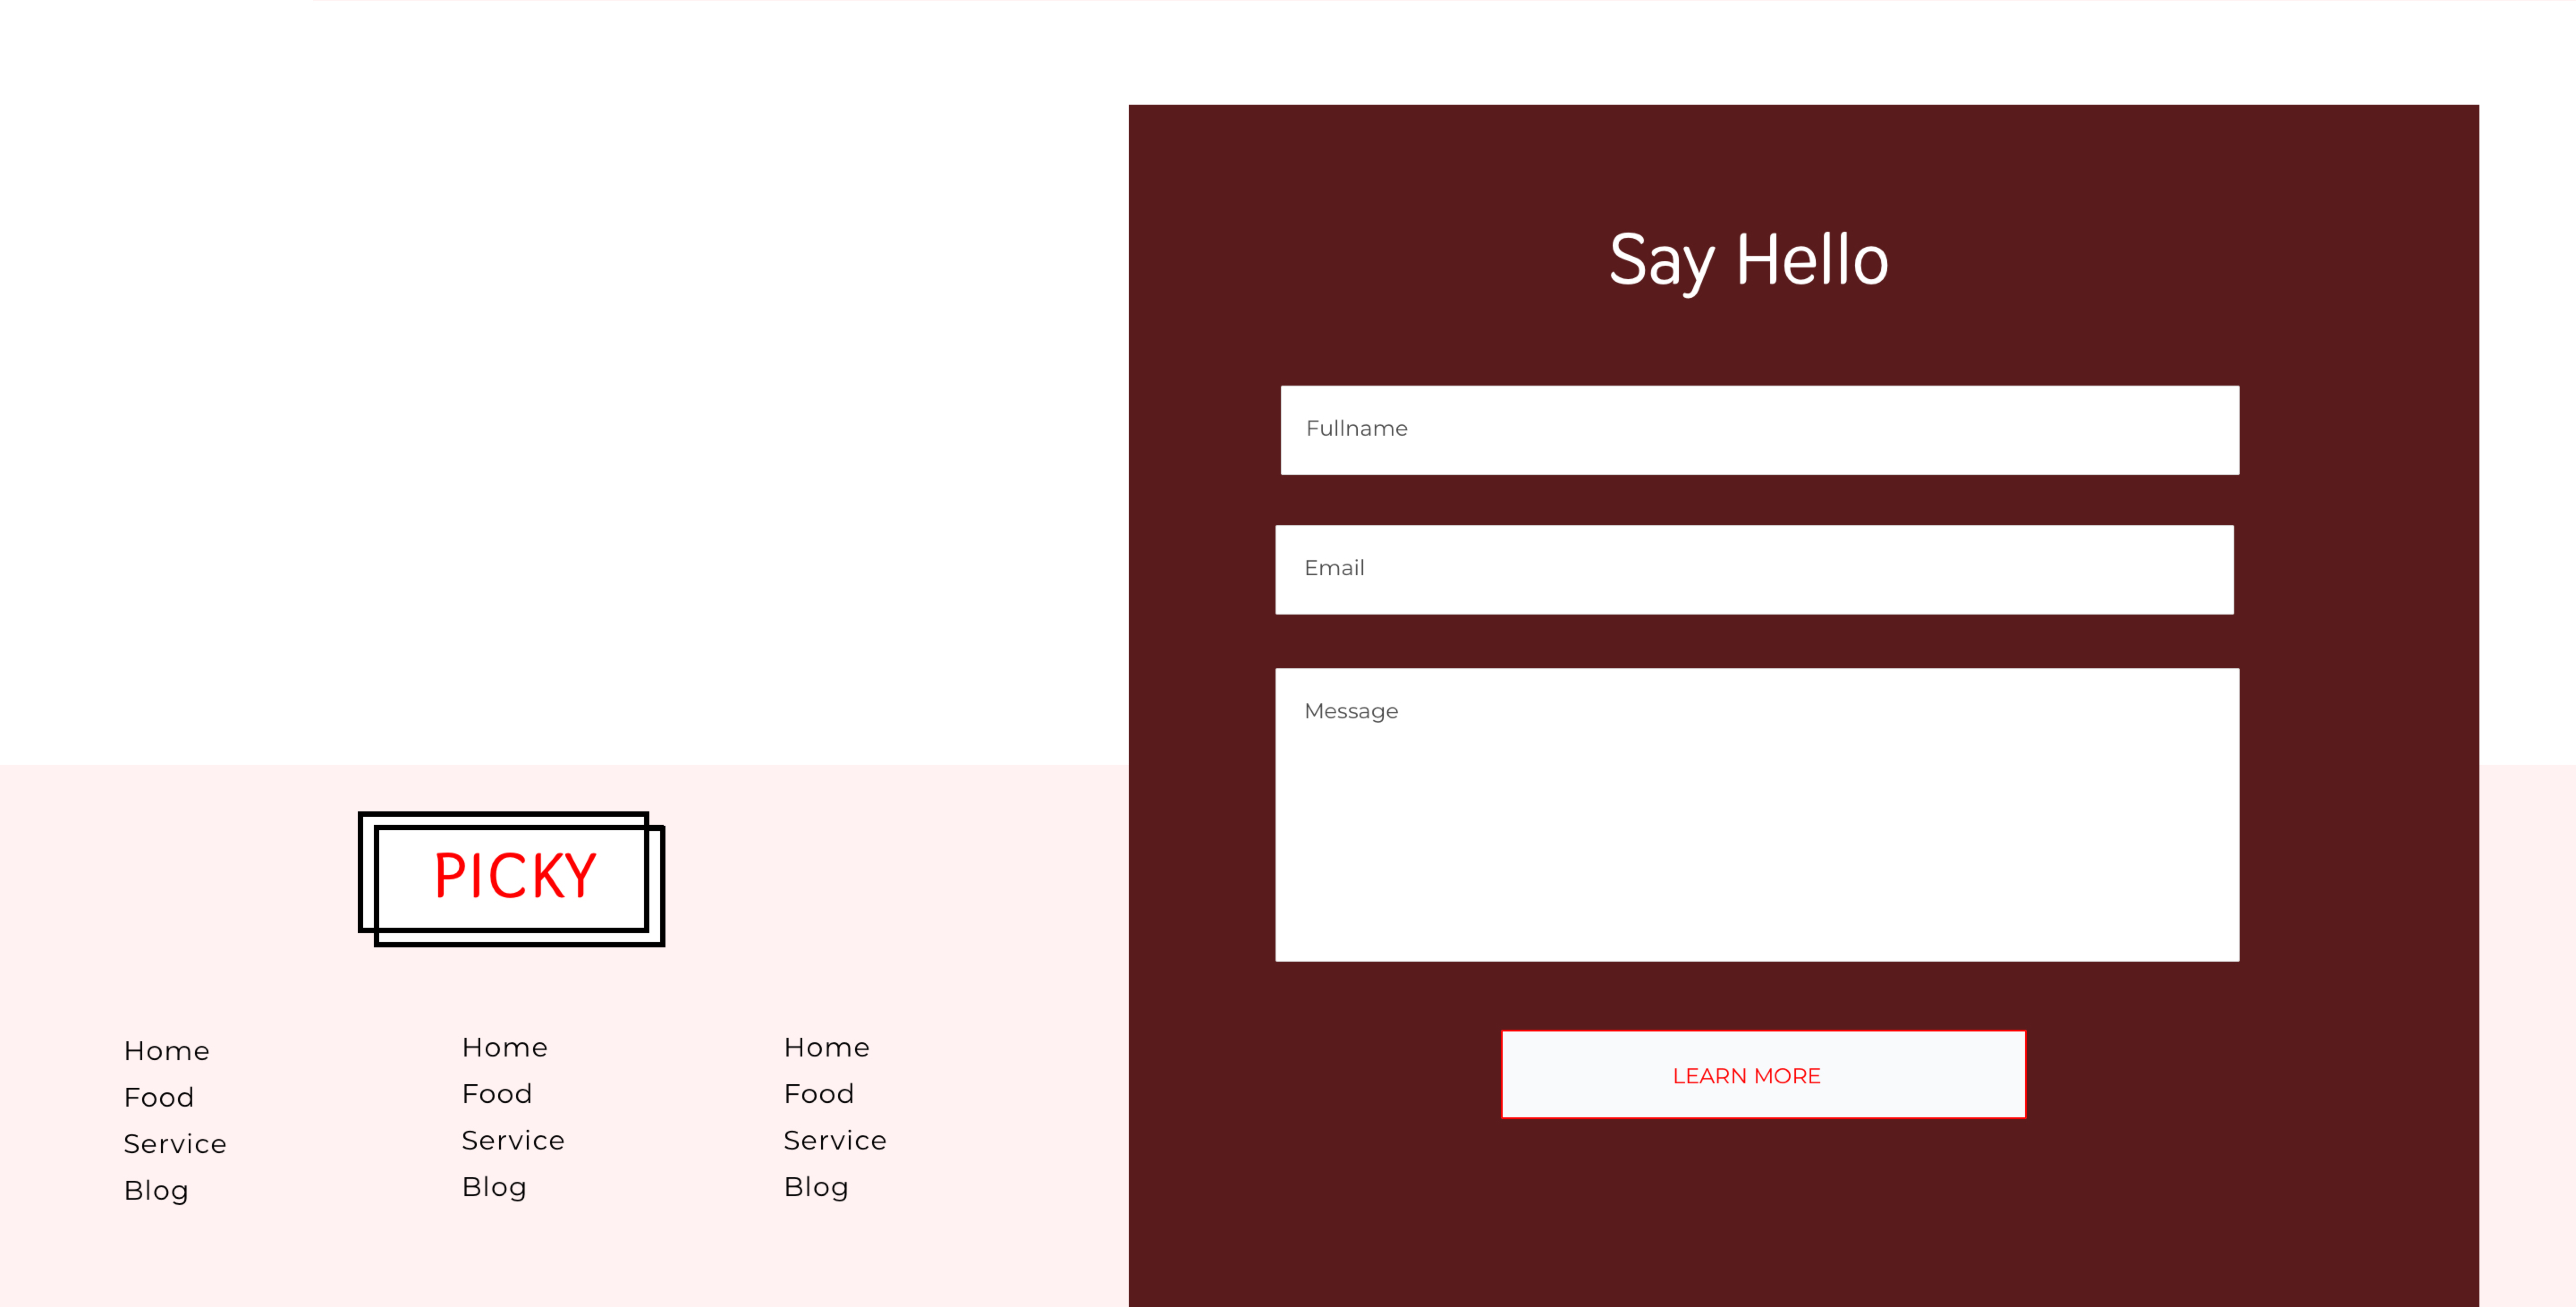 Say Hello
Fullname
Email
Message
LEARN MORE
PICKY
Home
Food
Service
Blog
Home
Food
Service
Blog
Home
Food
Service
Blog